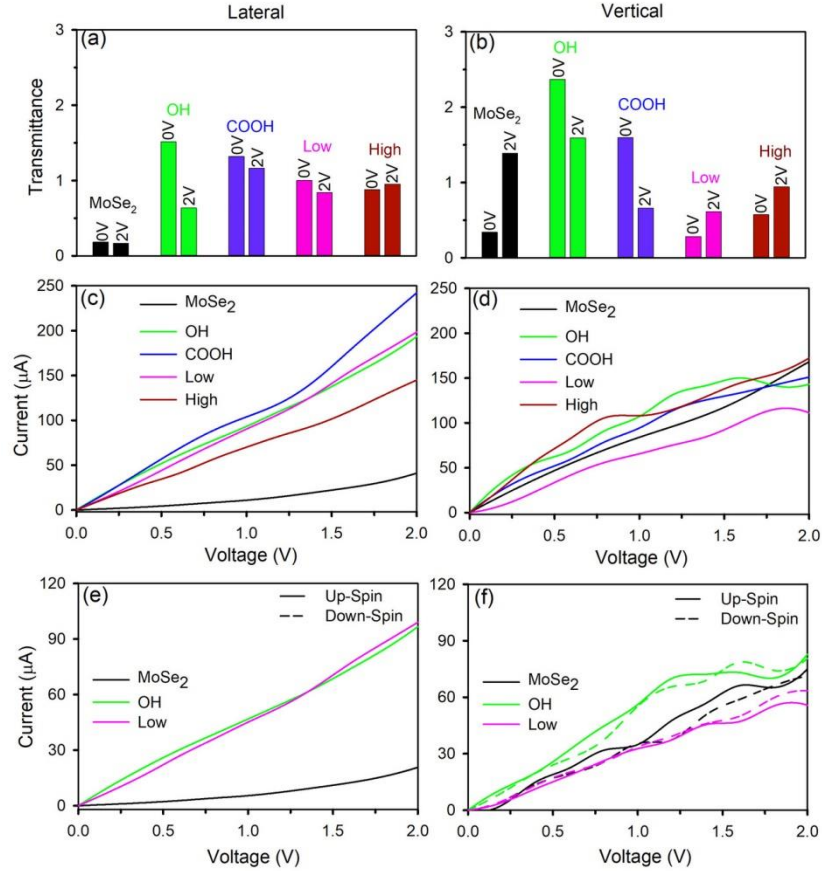 Lateral
Vertical
(a)
3
2
1
0
Transmittance
MoSe2
0V
2V
OH
0V
2V
COOH
0V
2V
Low
0V
2V
High
0V
2V
(b)
3
2
1
0
MoSe2
0V
2V
OH
0V
2V
COOH
0V
2V
Low
0V
2V
High
0V
2V
(c)
250
200
150
100
50
0
Current (μA)
MoSe2
OH
COOH
Low
High
0 0.5 1.0 1.5 2.0
Voltage (V)
(d)
250
200
150
100
50
0
MoSe2
OH
COOH
Low
High
0.0 0.5 1.0 1.5 2.0
Voltage (V)
(e)
120
90
60
30
0
Current (μA)
Up-Spin
Down-Spin
MoSe2
OH
Low
0.0 0.5 1.0 1.5 2.0
Voltage (V)
(f)
120
90
60
30
0
Up-Spin
Down-Spin
MoSe2
OH
Low
0.0 0.5 1.0 1.5 2.0
Voltage (V)